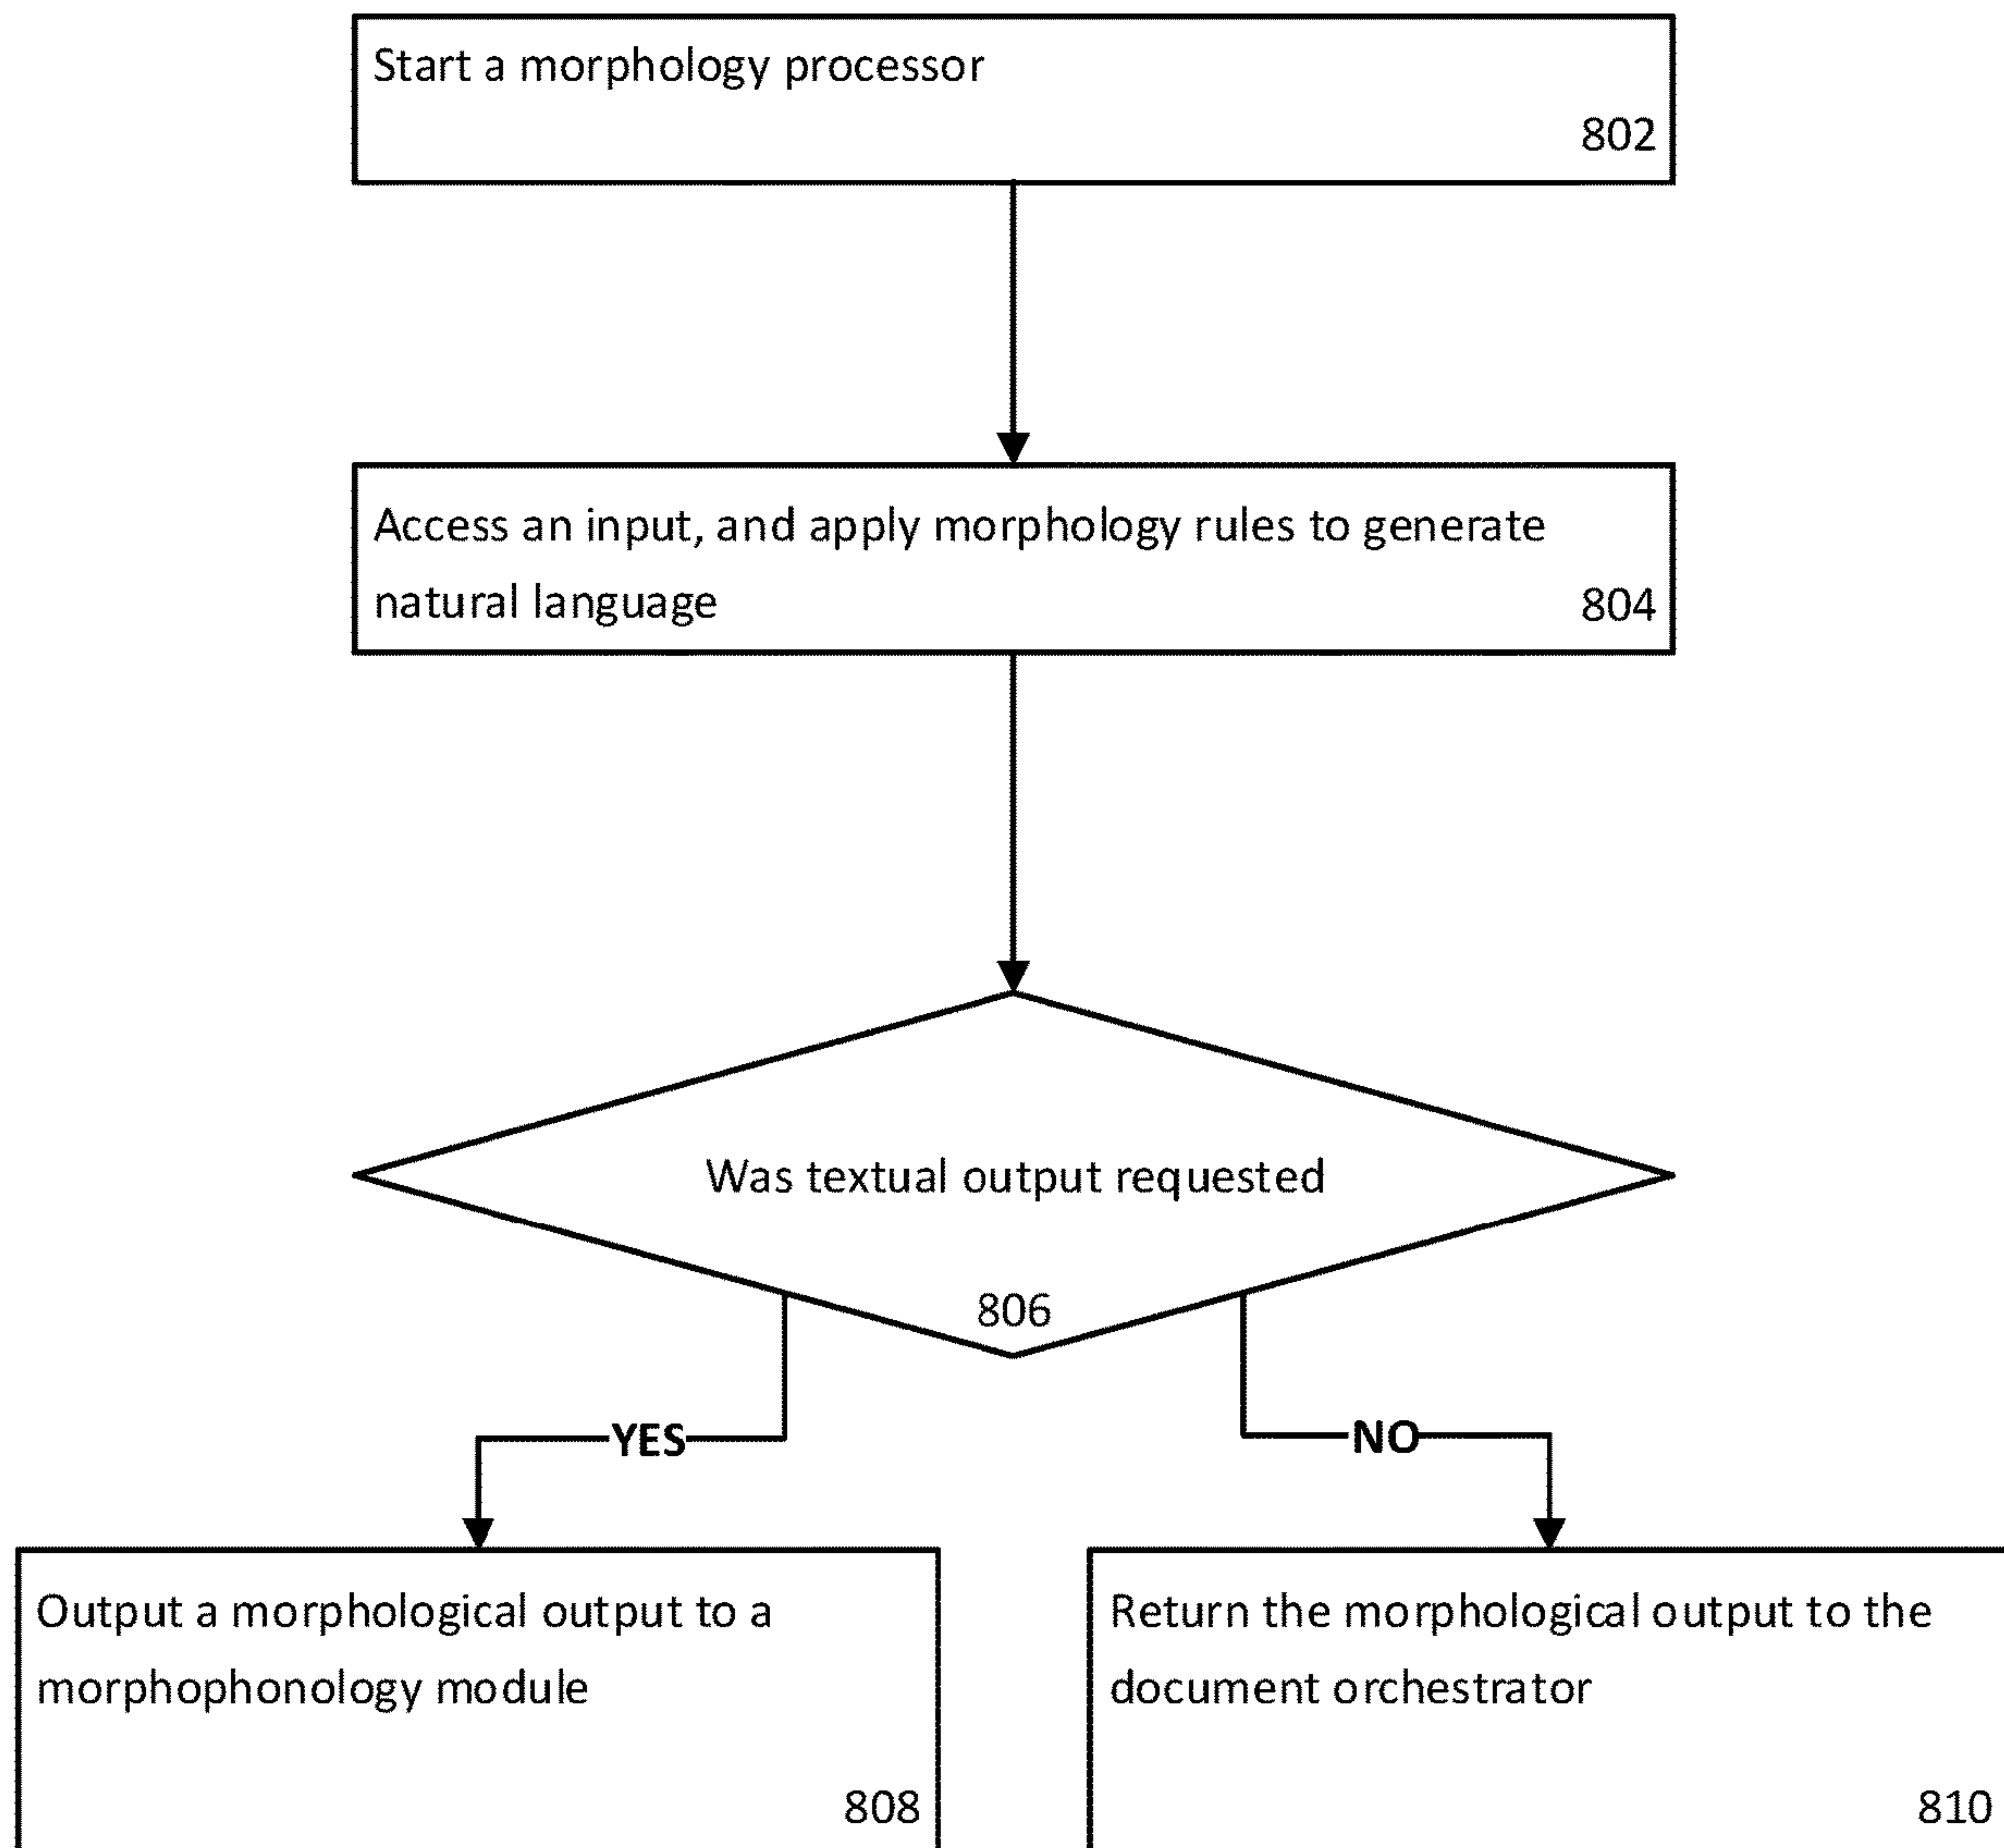 Start a morphology processor
802
Access an input, and apply morphology rules to generate
natural language 804
Was textual output requested
806
YES
NO
Output a morphological output to a
morphophonology module
808
Return the morphological output to the
document orchestrator
810